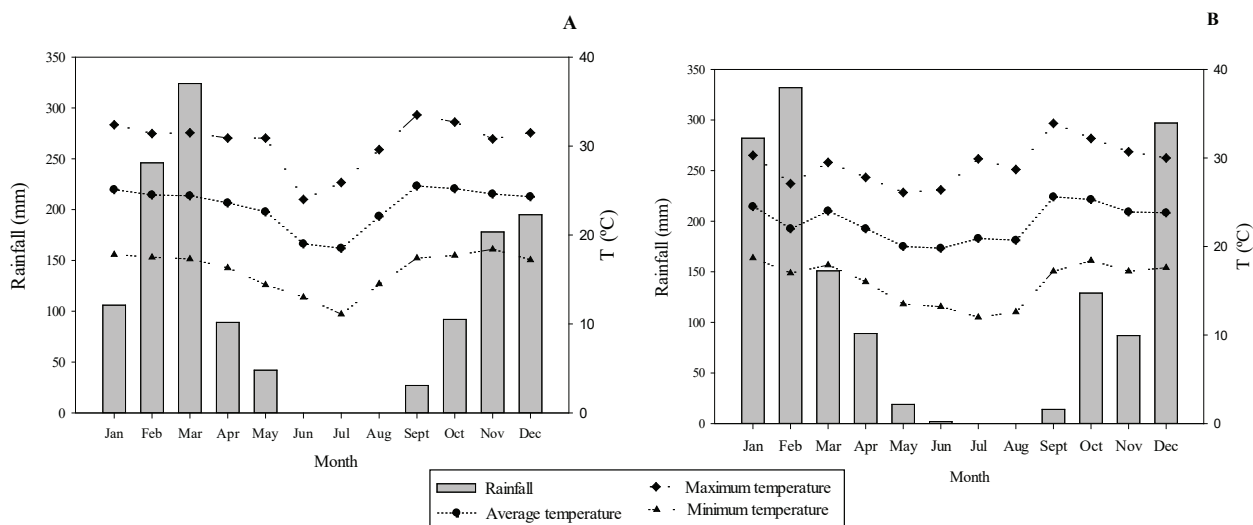 A
350
300
250
200
150
100
50
0
Rainfall (mm)
40
30
20
10
0
T (ºC)
Jan Feb Mar Apr May Jun Jul Aug Sept Oct Nov Dec
Month
B
350
300
250
200
150
100
50
0
Rainfall (mm)
40
30
20
10
0
T (ºC)
Jan Feb Mar Apr May Jun Jul Aug Sept Oct Nov Dec
Month
Rainfall
Average temperature
Maximum temperature
Minimum temperature